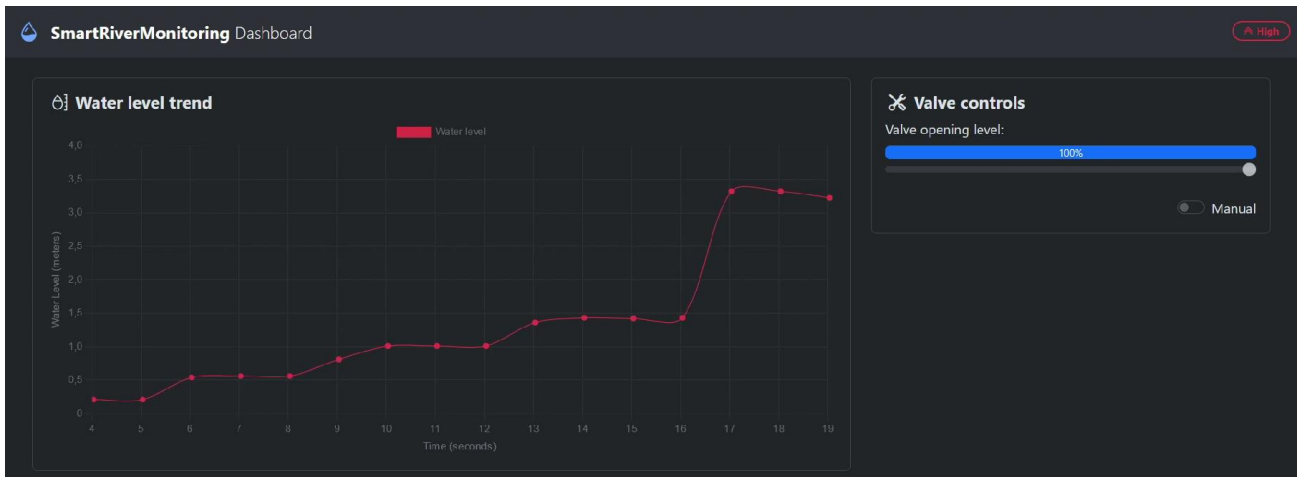 SmartRiverMonitoring Dashboard
High
Water level trend
Water level
4,0
3,5
3,0
2,5
2,0
1,5
1,0
0,5
0
Water Level (meters)
4 5 6 7 8 9 10 11 12 13 14 15 16 17 18 19
Time (seconds)
Valve controls
Valve opening level:
100%
Manual